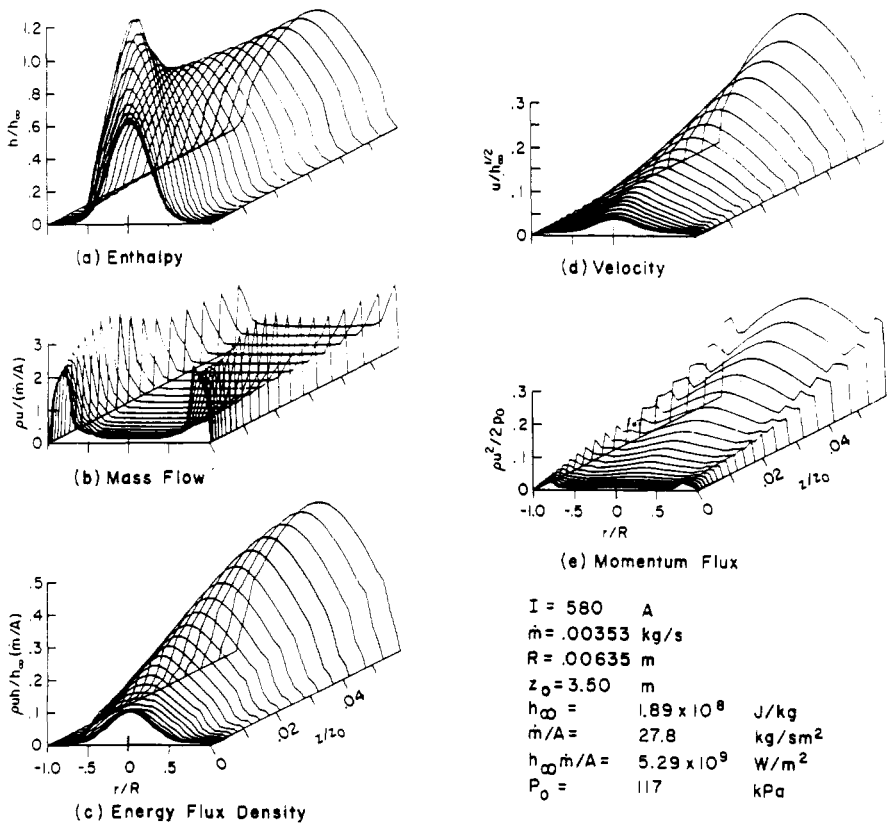 1.2
1.0
.8
.6
.4
.2
0
h/h∞
(a) Enthalpy
3
2
1
0
ρu/(ṁ/A)
(b) Mass Flow
.5
.4
.3
.2
.1
0
ρuh/h∞(ṁ/A)
-1.0 -.5 0 .5 0
r/R
.02
.04
z/z₀
(c) Energy Flux Density
.3
.2
.1
0
u/h∞^1/2
(d) Velocity
0.3
.2
.1
0
ρu²/2p₀
-1.0 -.5 0 .5 0
r/R
.02
.04
z/z₀
(e) Momentum Flux
I = 580 A
ṁ = .00353 kg/s
R = .00635 m
z₀ = 3.50 m
h∞ = 1.89 x 10⁸ J/kg
ṁ/A = 27.8 kg/sm²
h∞ ṁ/A = 5.29 x 10⁹ W/m²
P₀ = 117 kPa